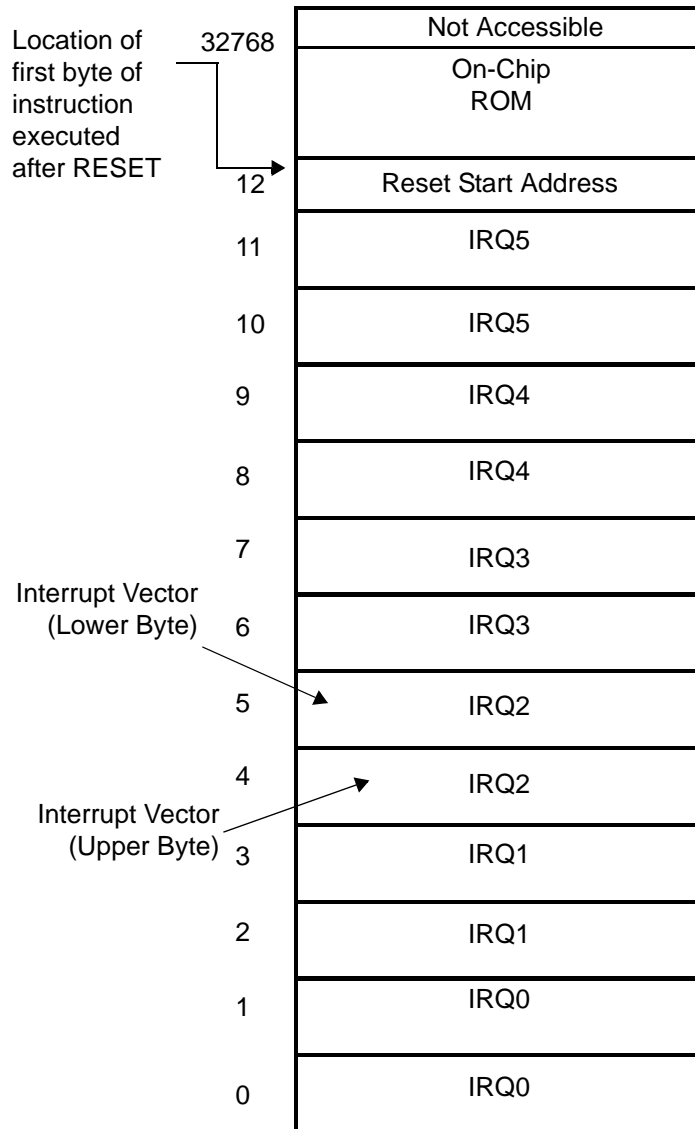 Location of
first byte of
instruction
executed
after RESET
32768
Not Accessible
On-Chip
ROM
12
Reset Start Address
11
IRQ5
10
IRQ5
9
IRQ4
8
IRQ4
7
IRQ3
Interrupt Vector
(Lower Byte)
6
IRQ3
5
IRQ2
4
IRQ2
Interrupt Vector
(Upper Byte)
3
IRQ1
2
IRQ1
1
IRQ0
0
IRQ0